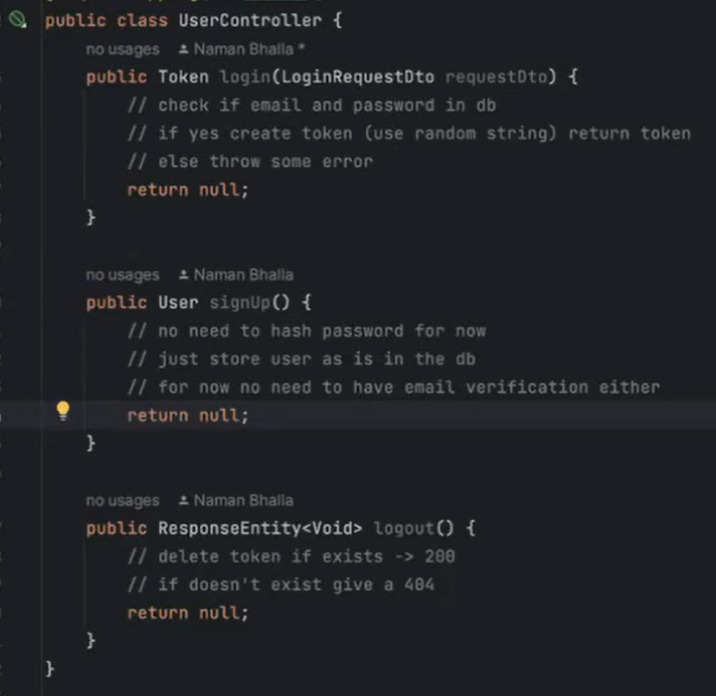 public class UserController {
no usages Naman Bhalla *
public Token login(LoginRequestDto requestDto) {
// check if email and password in db
// if yes create token (use random string) return token
// else throw some error
return null;
}
no usages Naman Bhalla
public User signUp() {
// no need to hash password for now
// just store user as is in the db
// for now no need to have email verification either
return null;
}
no usages Naman Bhalla
public ResponseEntity<Void> logout() {
// delete token if exists -> 200
// if doesn't exist give a 404
return null;
}
}